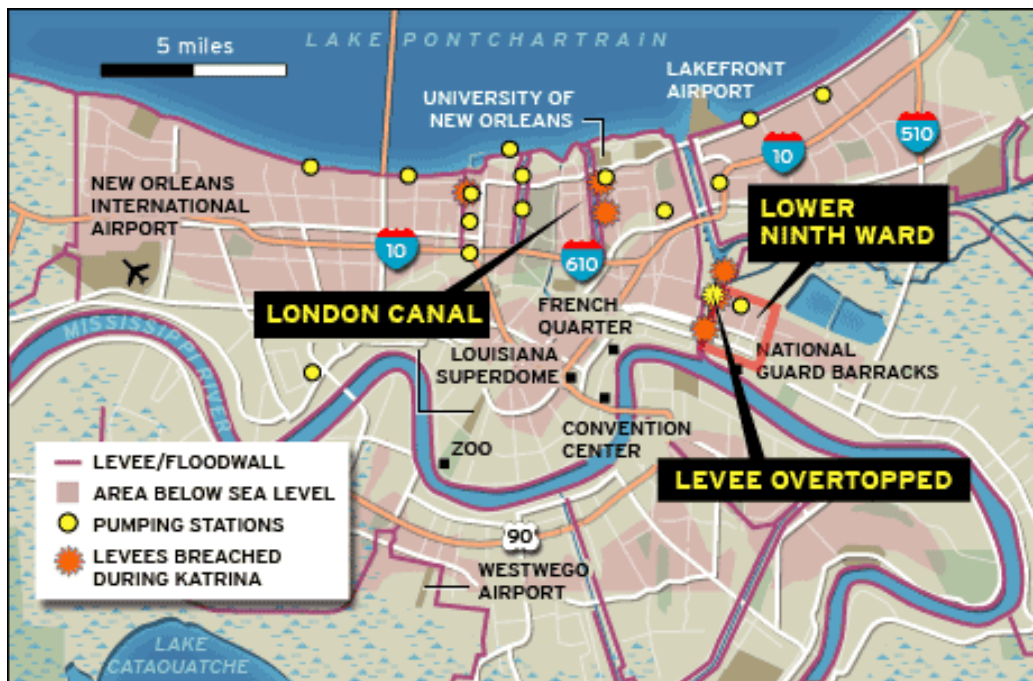 5 miles
LAKE PONTCHARTRAIN
LAKEFRONT
AIRPORT
UNIVERSITY OF
NEW ORLEANS
510
10
NEW ORLEANS
INTERNATIONAL
AIRPORT
LOWER
NINTH WARD
10
610
LONDON CANAL
FRENCH
QUARTER
MISSISSIPPI RIVER
LOUISIANA
SUPERDOME
NATIONAL
GUARD BARRACKS
CONVENTION
CENTER
ZOO
LEVEE OVERTOPPED
LEVEE/FLOODWALL
AREA BELOW SEA LEVEL
PUMPING STATIONS
LEVEES BREACHED
DURING KATRINA
90
WESTWEGO
AIRPORT
LAKE
CATAOUATCHE